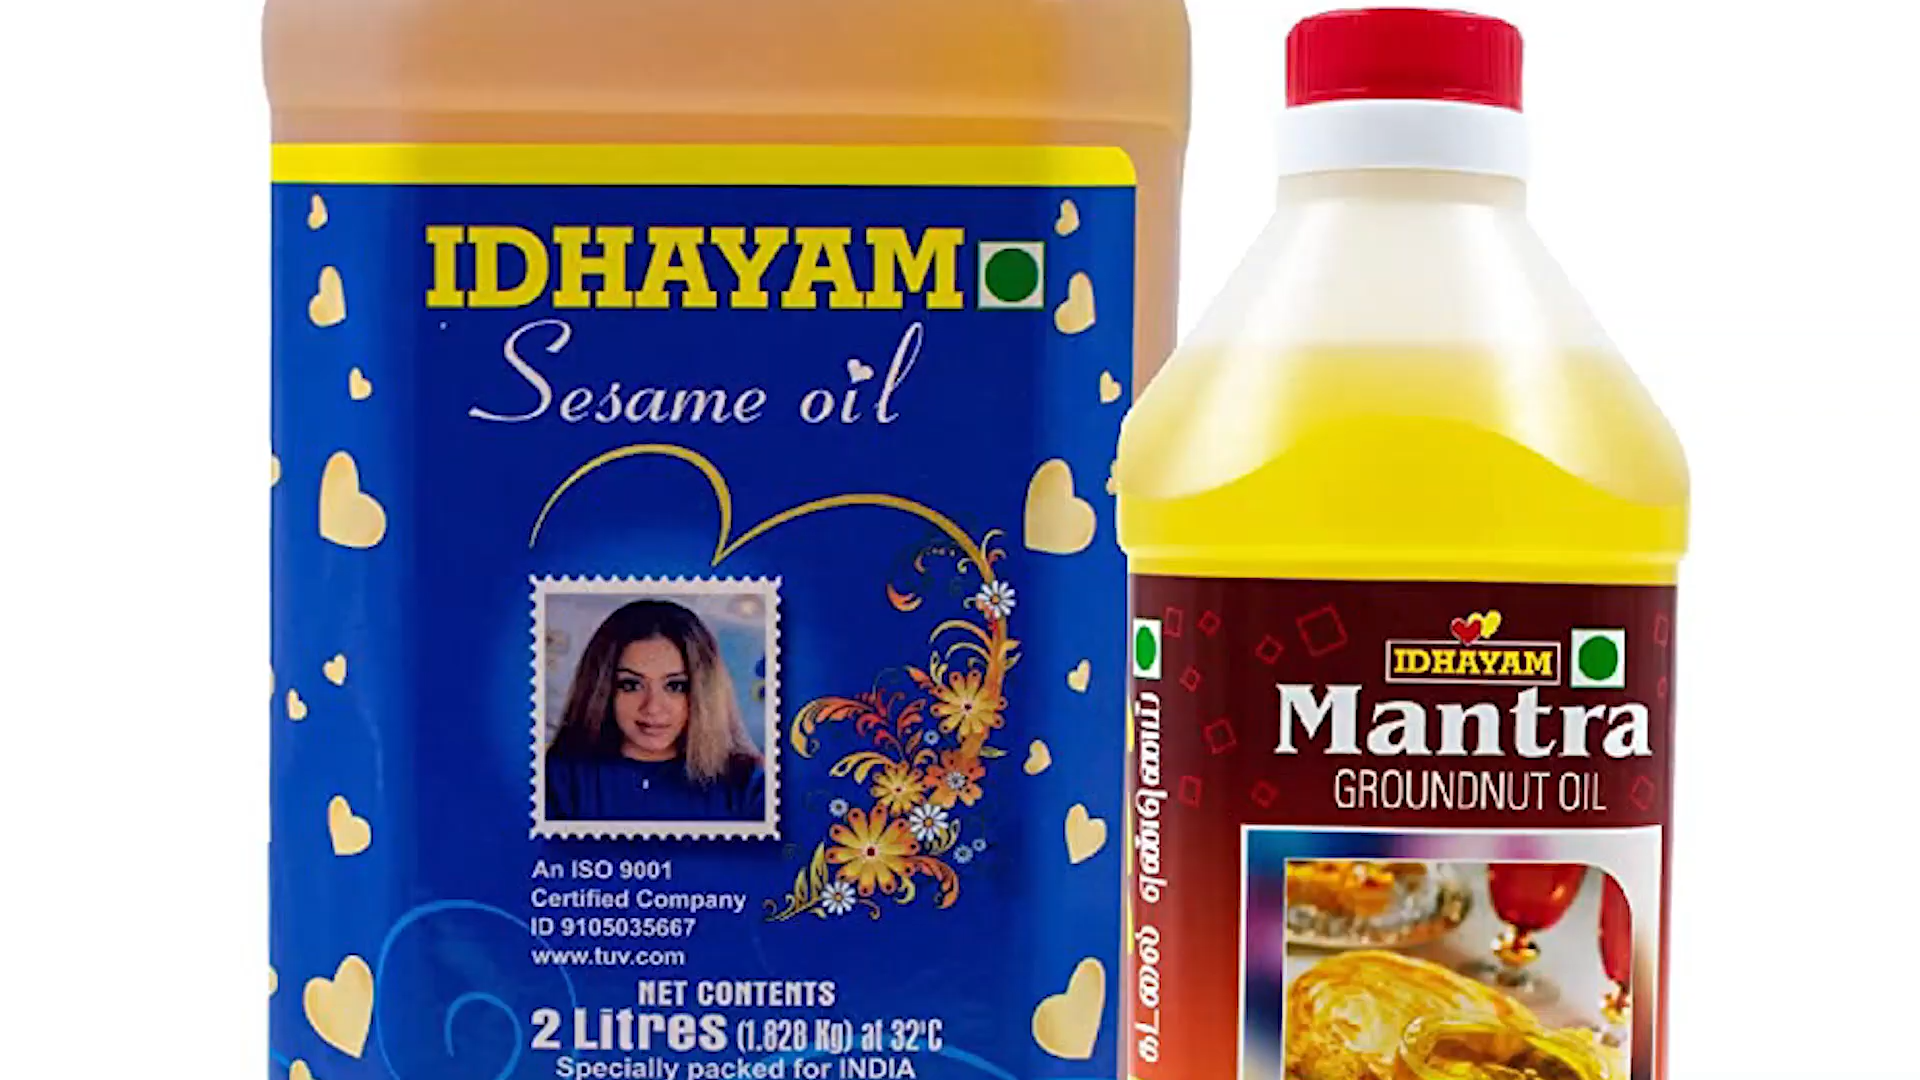 IDHAYAM
Sesame oil
An ISO 9001
Certified Company
ID 9105035667
www.tuv.com
NET CONTENTS
2 Litres (1.828 Kg) at 32°C
Specially packed for INDIA
IDHAYAM
Mantra
GROUNDNUT OIL